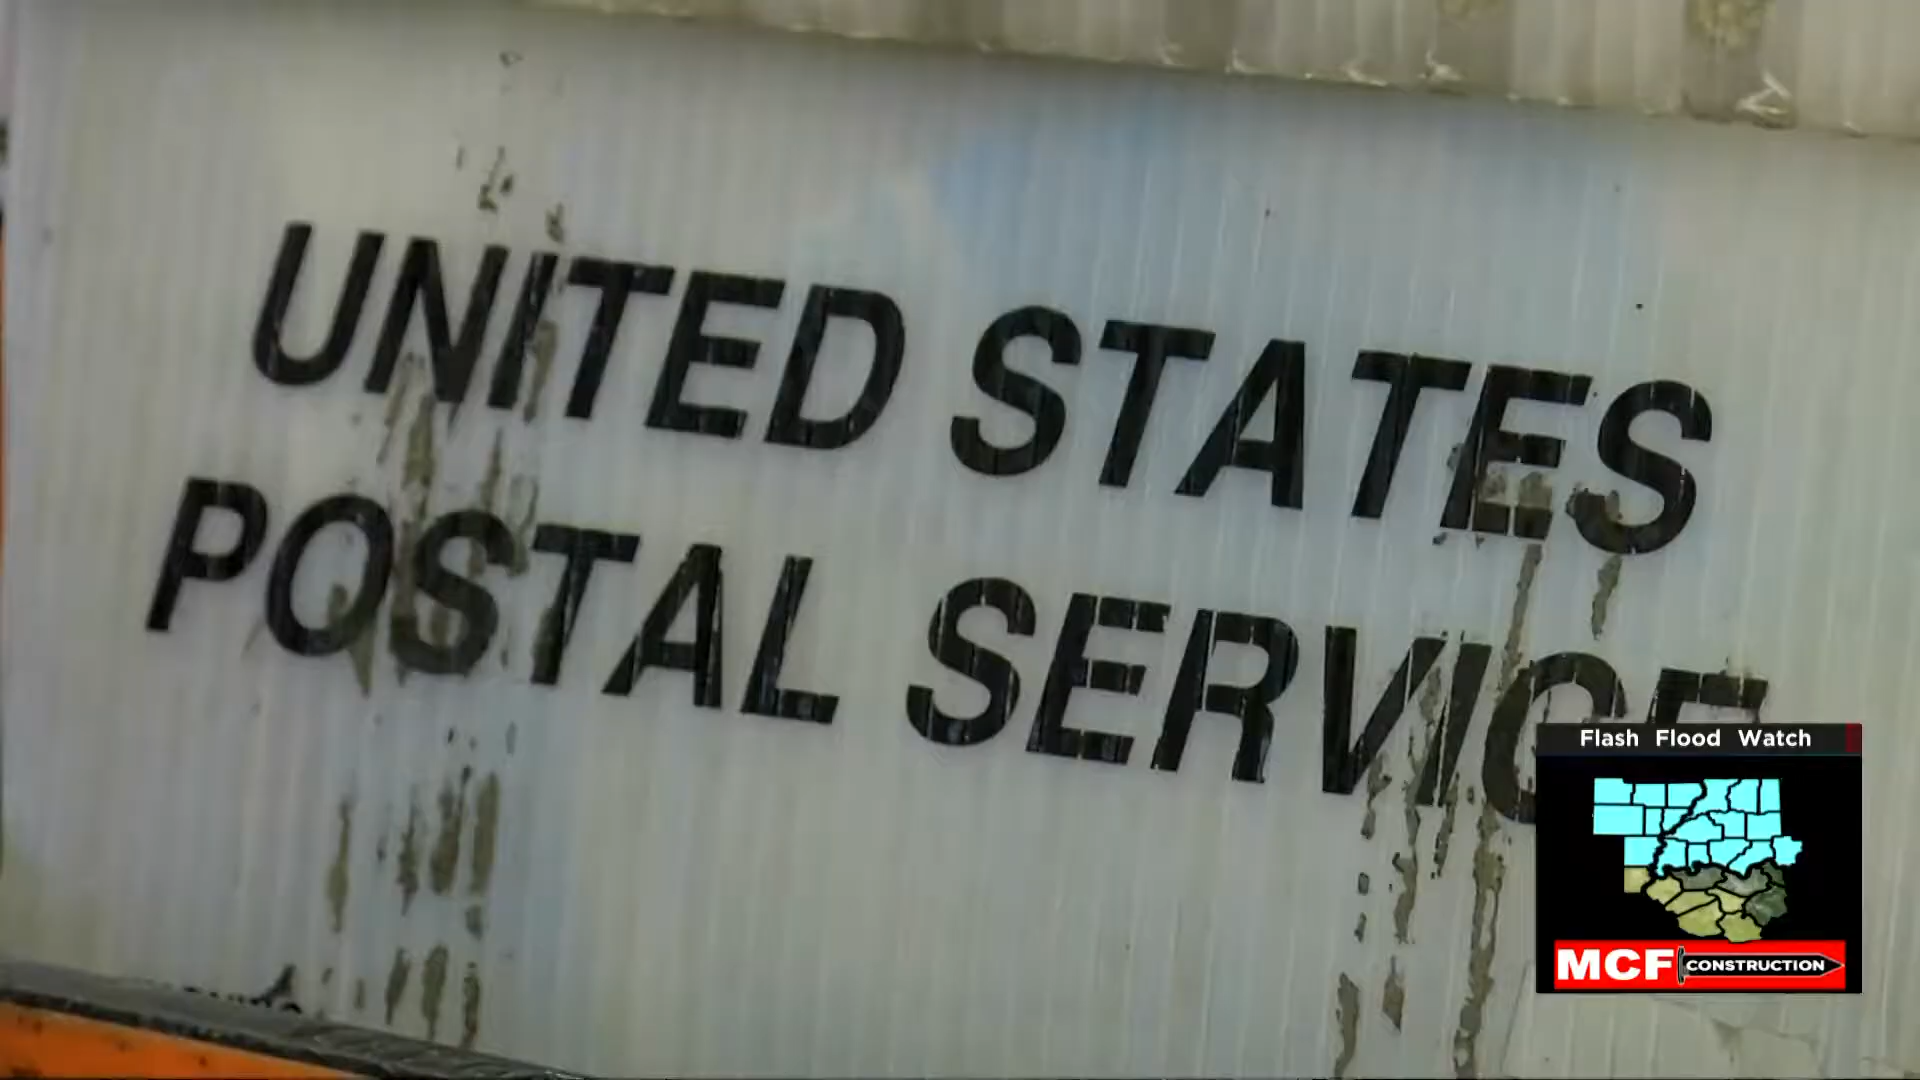 UNITED STATES
POSTAL SERVICE
Flash Flood Watch
MCF CONSTRUCTION